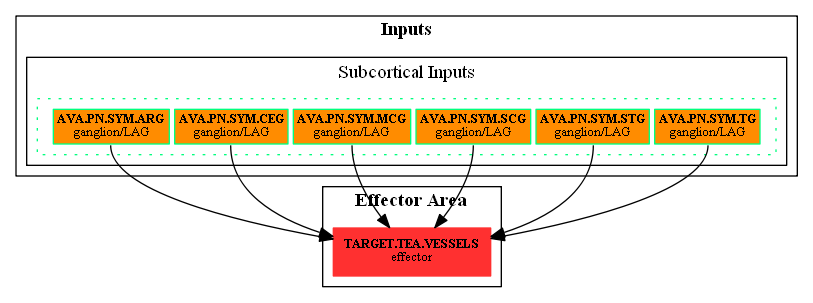 Inputs
Subcortical Inputs
AVA.PN.SYM.ARG AVA.PN.SYM.CEG AVA.PN.SYM.MCG AVA.PN.SYM.SCG AVA.PN.SYM.STG AVA.PN.SYM.TG
ganglion/LAG ganglion/LAG ganglion/LAG ganglion/LAG ganglion/LAG ganglion/LAG
Effector Area
TARGET.TEA.VESSELS
effector